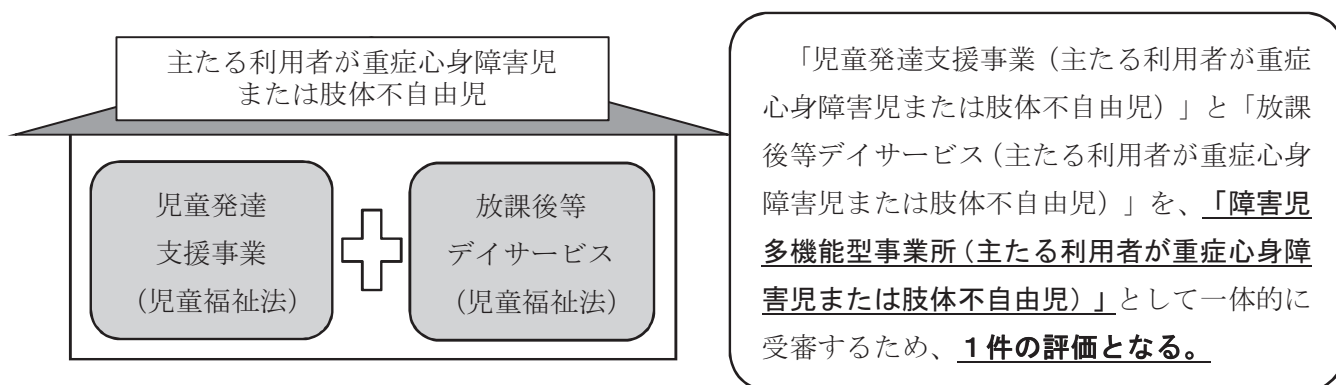 主たる利用者が重症心身障害児
または肢体不自由児
児童発達
支援事業
(児童福祉法)
放課後等
デイサービス
(児童福祉法)
「児童発達支援事業（主たる利用者が重症
心身障害児または肢体不自由児）」と「放課
後等デイサービス（主たる利用者が重症心身
障害児または肢体不自由児）」を、「障害児
多機能型事業所（主たる利用者が重症心身障
害児または肢体不自由児）」として一体的に
受審するため、１件の評価となる。